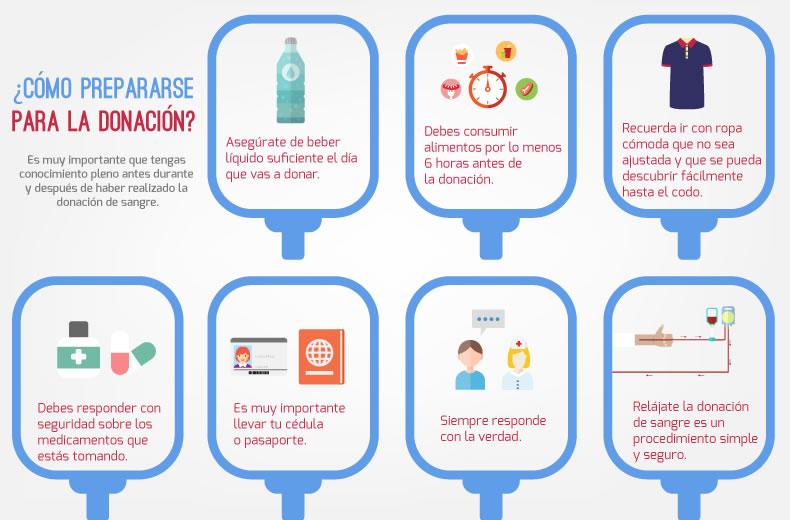 ¿CÓMO PREPARARSE
PARA LA DONACIÓN?
Es muy importante que tengas
conocimiento pleno antes durante
y después de haber realizado la
donación de sangre.
Asegúrate de beber
líquido suficiente el día
que vas a donar.
Debes consumir
alimentos por lo menos
6 horas antes de
la donación.
Recuerda ir con ropa
cómoda que no sea
ajustada y que se pueda
descubrir fácilmente
hasta el codo.
Debes responder con
seguridad sobre los
medicamentos que
estás tomando.
Es muy importante
llevar tu cédula
o pasaporte.
Siempre responde
con la verdad.
Relájate la donación
de sangre es un
procedimiento simple
y seguro.